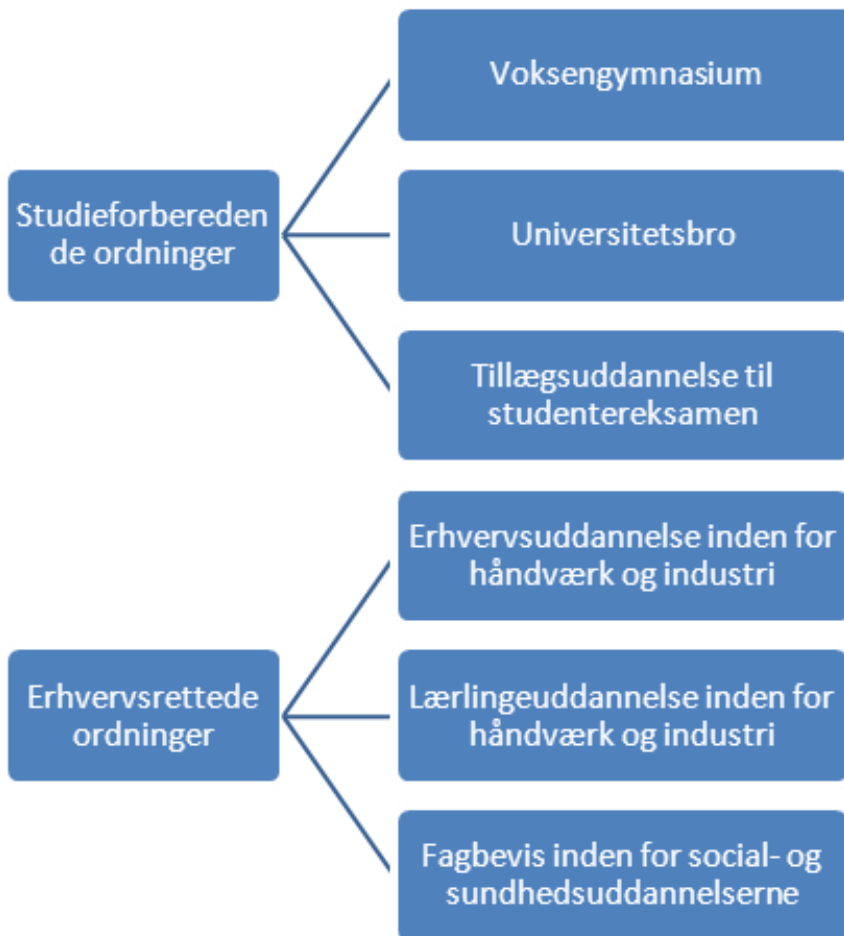 Studieforbereden
de ordninger
Voksengymnasium
Universitetsbro
Tillægsuddannelse til
studentereksamen
Erhvervsrettede
ordninger
Erhvervsuddannelse inden for
håndværk og industri
Lærlingeuddannelse inden for
håndværk og industri
Fagbevis inden for social- og
sundhedsuddannelserne